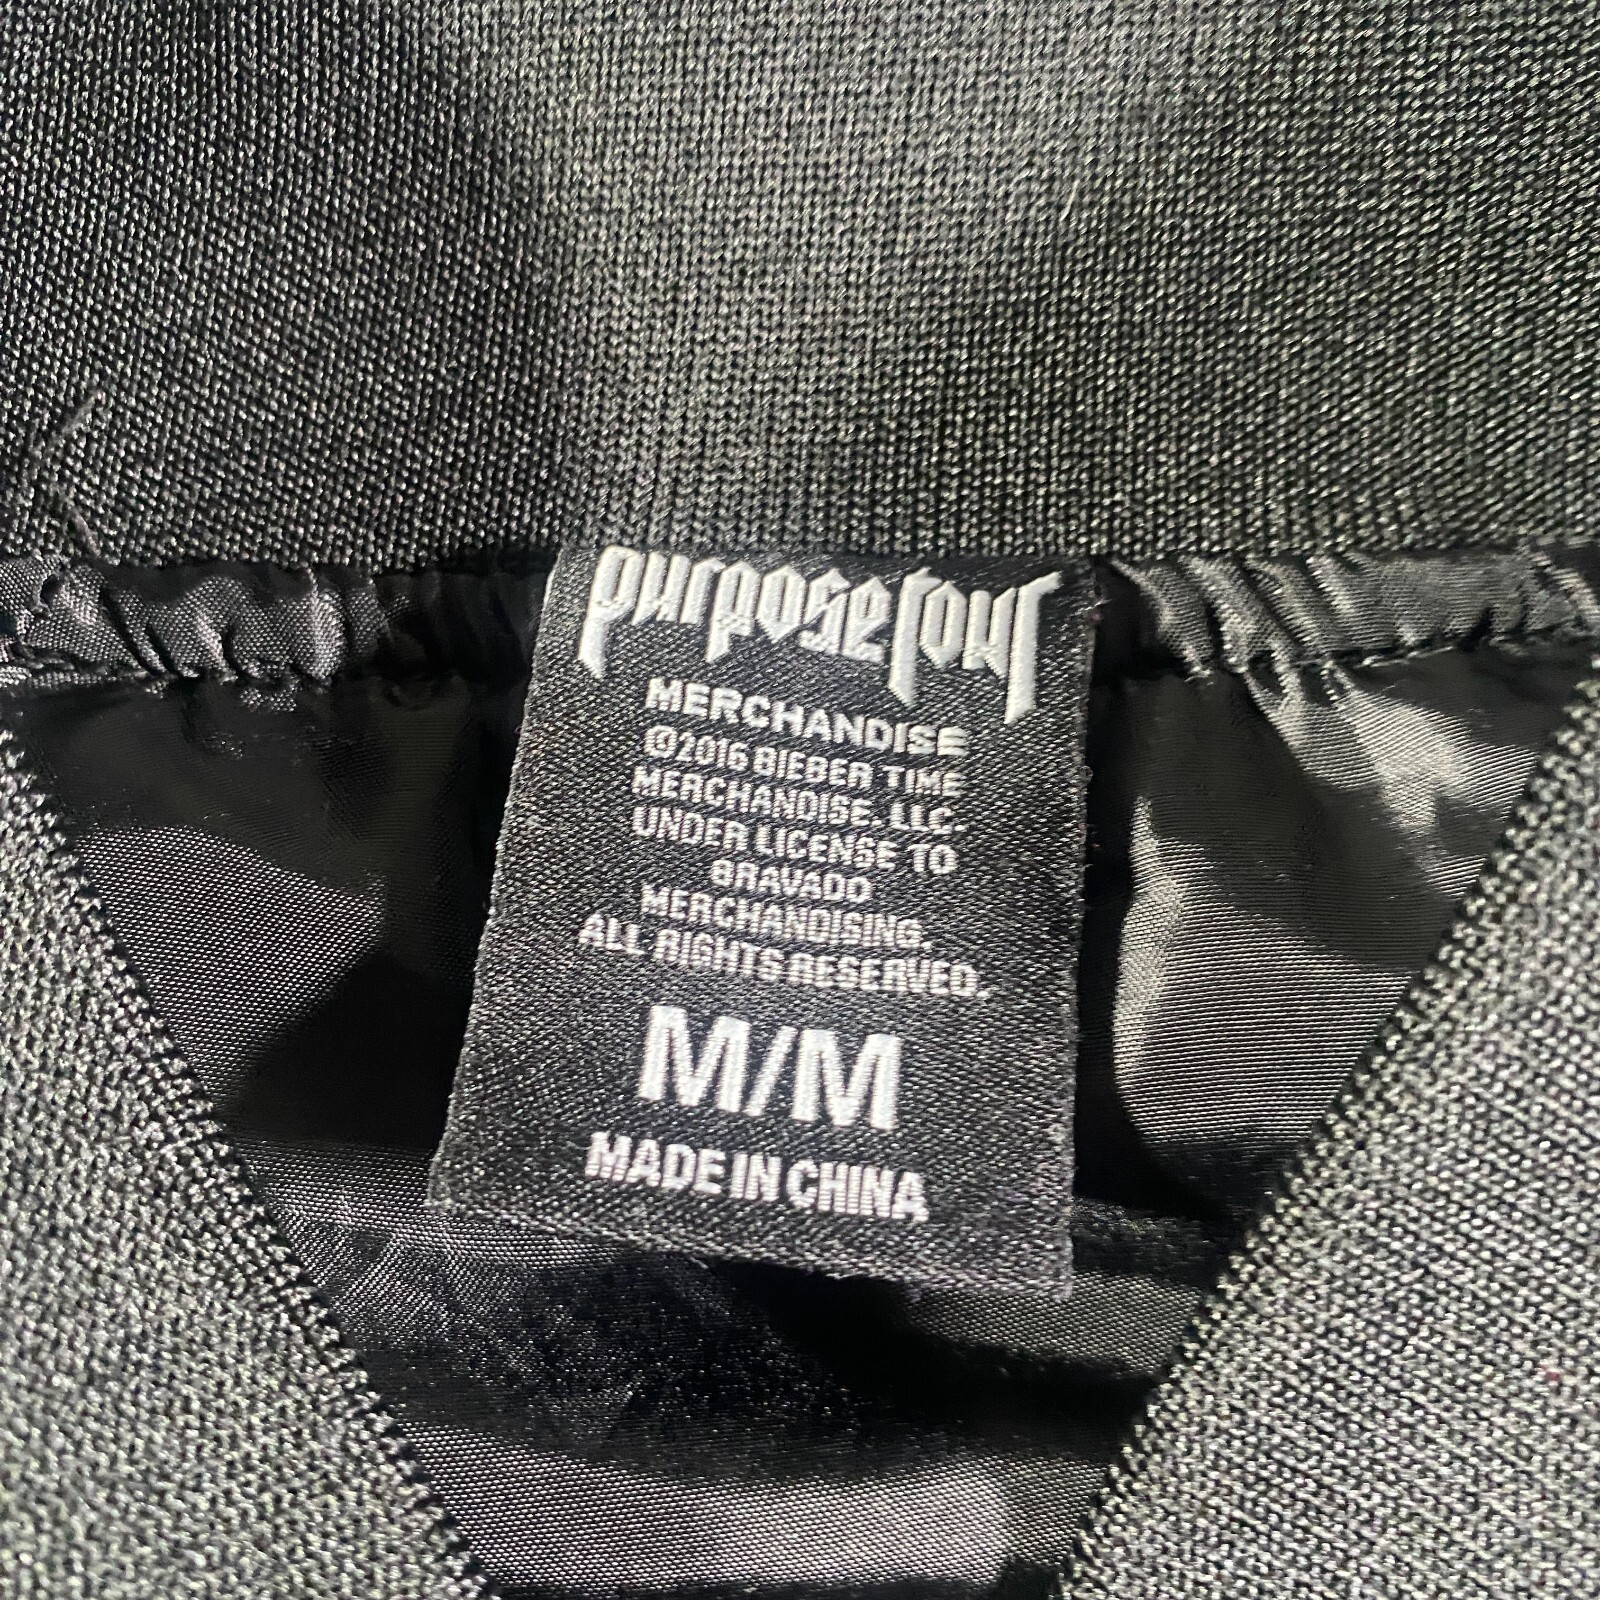 purpose tour
MERCHANDISE
©2016 BIEBER TIME
MERCHANDISE, LLC.
UNDER LICENSE TO
BRAVADO
MERCHANDISING.
ALL RIGHTS RESERVED.
M/M
MADE IN CHINA